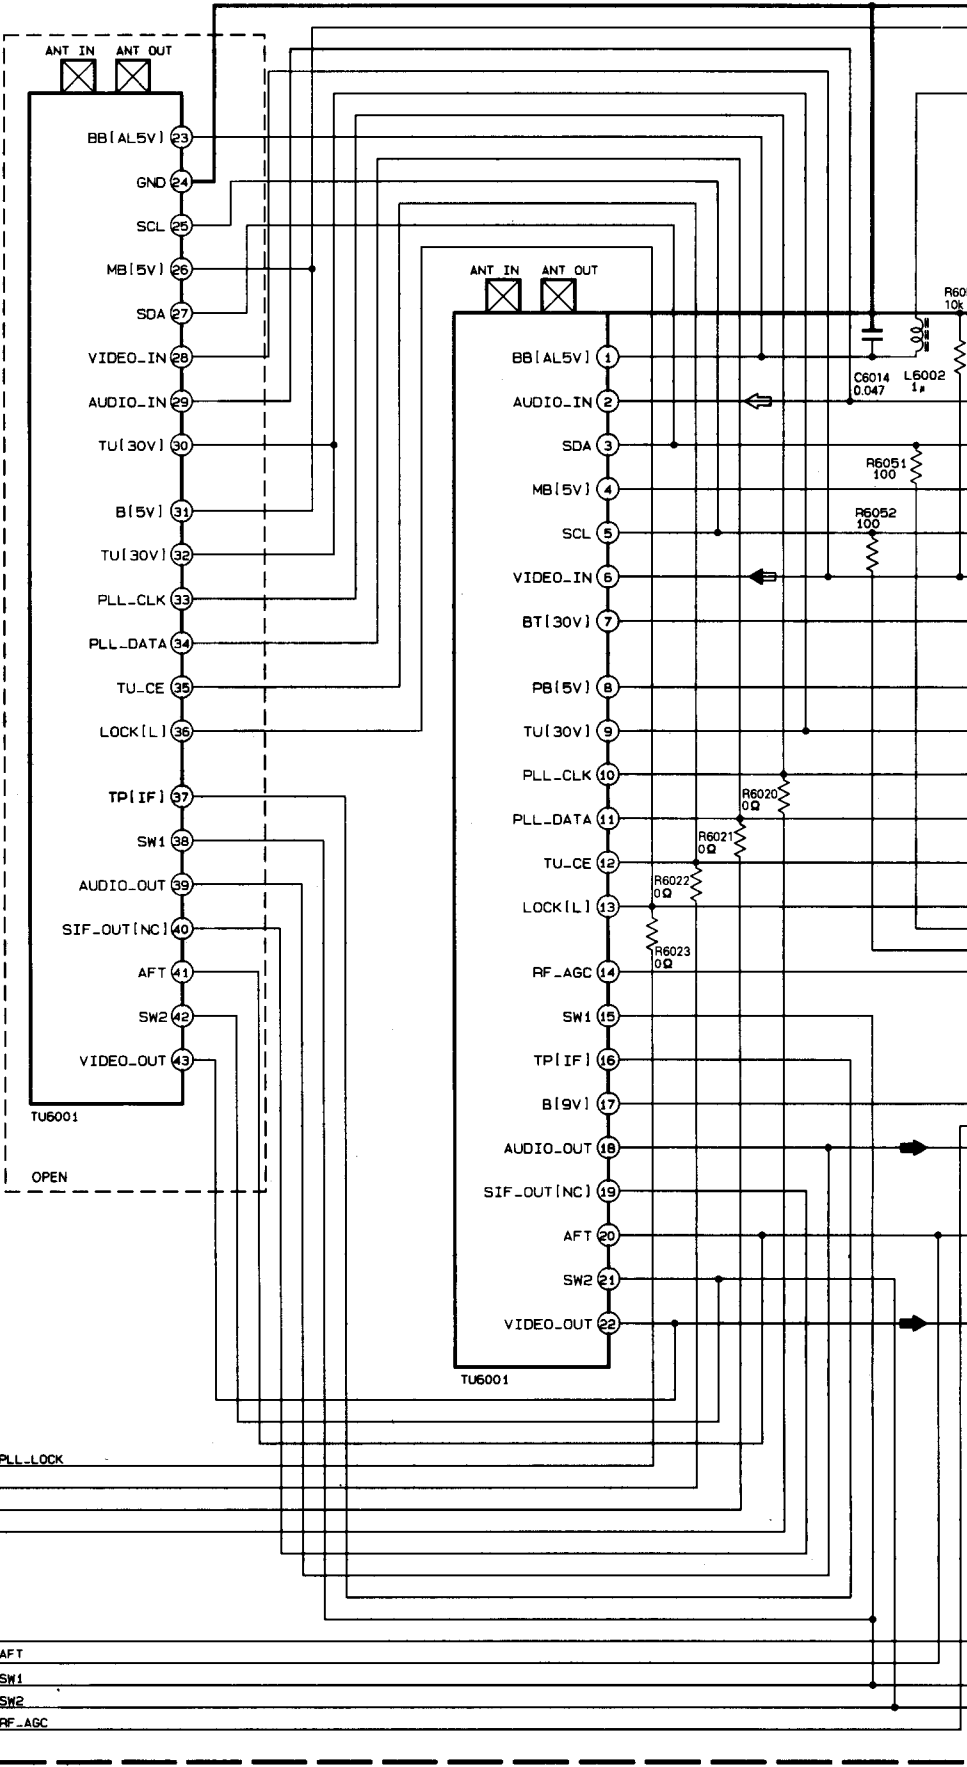 ANT IN ANT OUT
BB[AL5V] 23
GND 24
SCL 25
MB[5V] 26
SDA 27
VIDEO_IN 28
AUDIO_IN 29
TU[30V] 30
B[5V] 31
TU[30V] 32
PLL_CLK 33
PLL_DATA 34
TU_CE 35
LOCK[L] 36
TP[IF] 37
SW1 38
AUDIO_OUT 39
SIF_OUT[NC] 40
AFT 41
SW2 42
VIDEO_OUT 43
TU6001
OPEN
ANT IN ANT OUT
BB[AL5V] 1
AUDIO_IN 2
SDA 3
MB[5V] 4
SCL 5
VIDEO_IN 6
BT[30V] 7
PB[5V] 8
TU[30V] 9
PLL_CLK 10
PLL_DATA 11
TU_CE 12
LOCK[L] 13
RF_AGC 14
SW1 15
TP[IF] 16
B[9V] 17
AUDIO_OUT 18
SIF_OUT[NC] 19
AFT 20
SW2 21
VIDEO_OUT 22
TU6001
C6014
0.047
L6002
1μ
10k
R6051
100
R6052
100
R6020
0Ω
R6021
0Ω
R6022
0Ω
R6023
0Ω
PLL_LOCK
AFT
SW1
SW2
RF_AGC